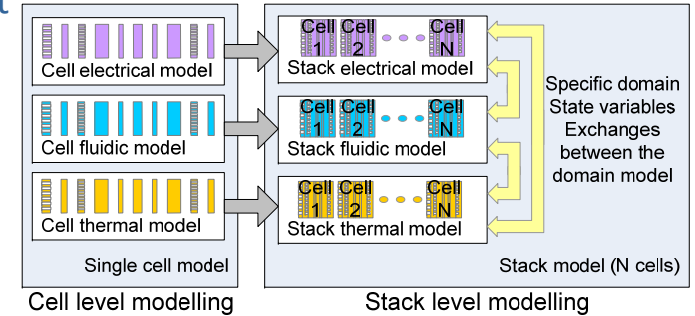 t
Cell electrical model
Cell fluidic model
Cell thermal model
Single cell model
Cell level modelling
Cell Cell Cell
1 2 N
Stack electrical model
Cell Cell Cell
1 2 N
Stack fluidic model
Cell Cell Cell
1 2 N
Stack thermal model
Specific domain
State variables
Exchanges
between the
domain model
Stack model (N cells)
Stack level modelling